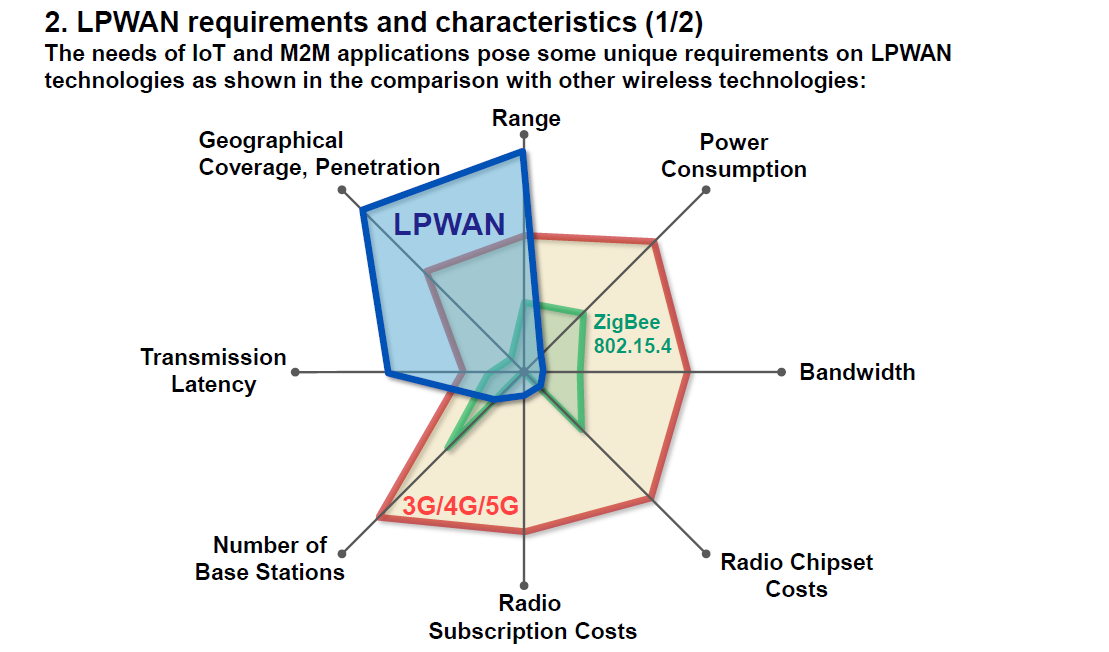 2. LPWAN requirements and characteristics (1/2)
The needs of IoT and M2M applications pose some unique requirements on LPWAN
technologies as shown in the comparison with other wireless technologies:
Range
Geographical
Coverage, Penetration
Power
Consumption
LPWAN
ZigBee
802.15.4
Transmission
Latency
Bandwidth
3G/4G/5G
Number of
Base Stations
Radio Chipset
Costs
Radio
Subscription Costs